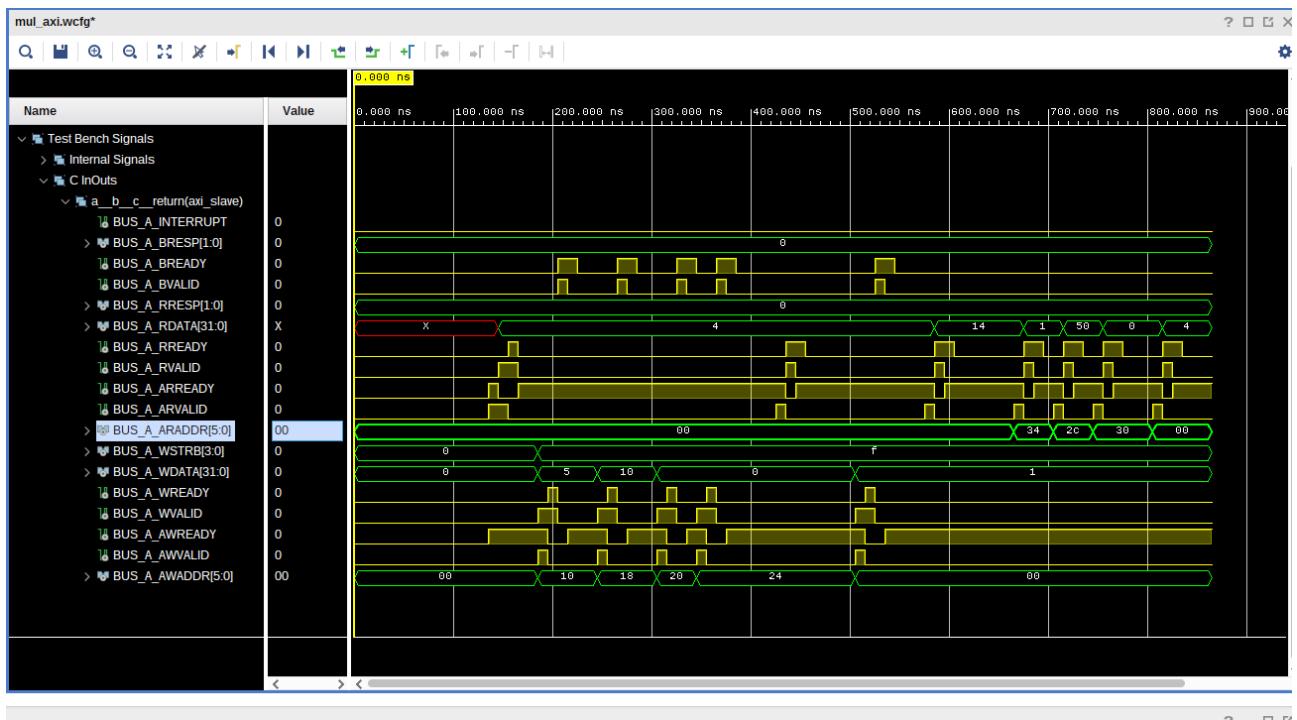 mul_axi.wcfg*
0.000 ns
Name Value 0.000 ns 100.000 ns 200.000 ns 300.000 ns 400.000 ns 500.000 ns 600.000 ns 700.000 ns 800.000 ns 900.00
Test Bench Signals
Internal Signals
C InOuts
a__b__c__return(axi_slave)
BUS_A_INTERRUPT 0
BUS_A_BRESP[1:0] 0 0
BUS_A_BREADY 0
BUS_A_BVALID 0
BUS_A_RRESP[1:0] 0 0
BUS_A_RDATA[31:0] X X 4 14 1 50 0 4
BUS_A_RREADY 0
BUS_A_RVALID 0
BUS_A_ARREADY 0
BUS_A_ARVALID 0
BUS_A_ARADDR[5:0] 00 00 34 2c 30 00
BUS_A_WSTRB[3:0] 0 0 f
BUS_A_WDATA[31:0] 0 0 5 10 0 1
BUS_A_WREADY 0
BUS_A_WVALID 0
BUS_A_AWREADY 0
BUS_A_AWVALID 0
BUS_A_AWADDR[5:0] 00 00 10 18 20 24 00